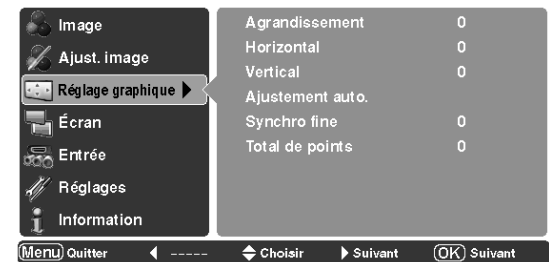 Image
Ajust. image
Réglage graphique
Écran
Entrée
Réglages
Information
Agrandissement 0
Horizontal 0
Vertical 0
Ajustement auto.
Synchro fine 0
Total de points 0
Menu Quitter ----- Choisir Suivant OK Suivant